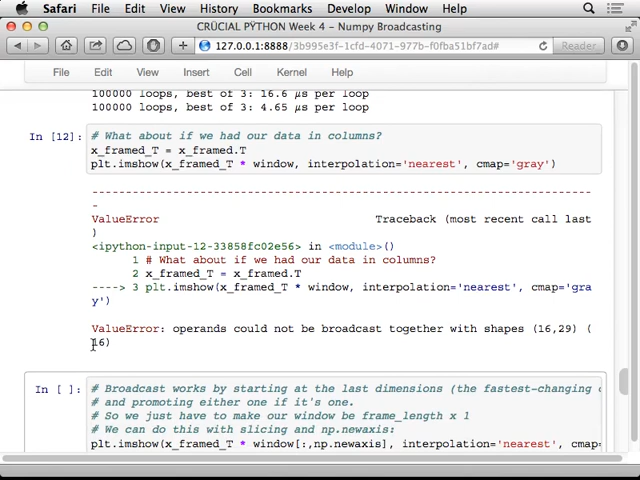 Safari File Edit View History Bookmarks Develop Window Help
CRÜCIAL PŸTHON Week 4 - Numpy Broadcasting
127.0.0.1:8888/3b995e3f-1cfd-4071-977b-f0fba51bf7ad# Reader
File Edit View Insert Cell Kernel Help
100000 loops, best of 3: 16.6 µs per loop
100000 loops, best of 3: 4.65 µs per loop
In [12]: # What about if we had our data in columns?
x_framed_T = x_framed.T
plt.imshow(x_framed_T * window, interpolation='nearest', cmap='gray')
---------------------------------------------------------------------------
-
ValueError Traceback (most recent call last
)
<ipython-input-12-33858fc02e56> in <module>()
1 # What about if we had our data in columns?
2 x_framed_T = x_framed.T
----> 3 plt.imshow(x_framed_T * window, interpolation='nearest', cmap='gra
y')
ValueError: operands could not be broadcast together with shapes (16,29) (
16)
In [ ]: # Broadcast works by starting at the last dimensions (the fastest-changing
# and promoting either one if it's one.
# So we just have to make our window be frame_length x 1
# We can do this with slicing and np.newaxis:
plt.imshow(x_framed_T * window[:,np.newaxis], interpolation='nearest', cmap=